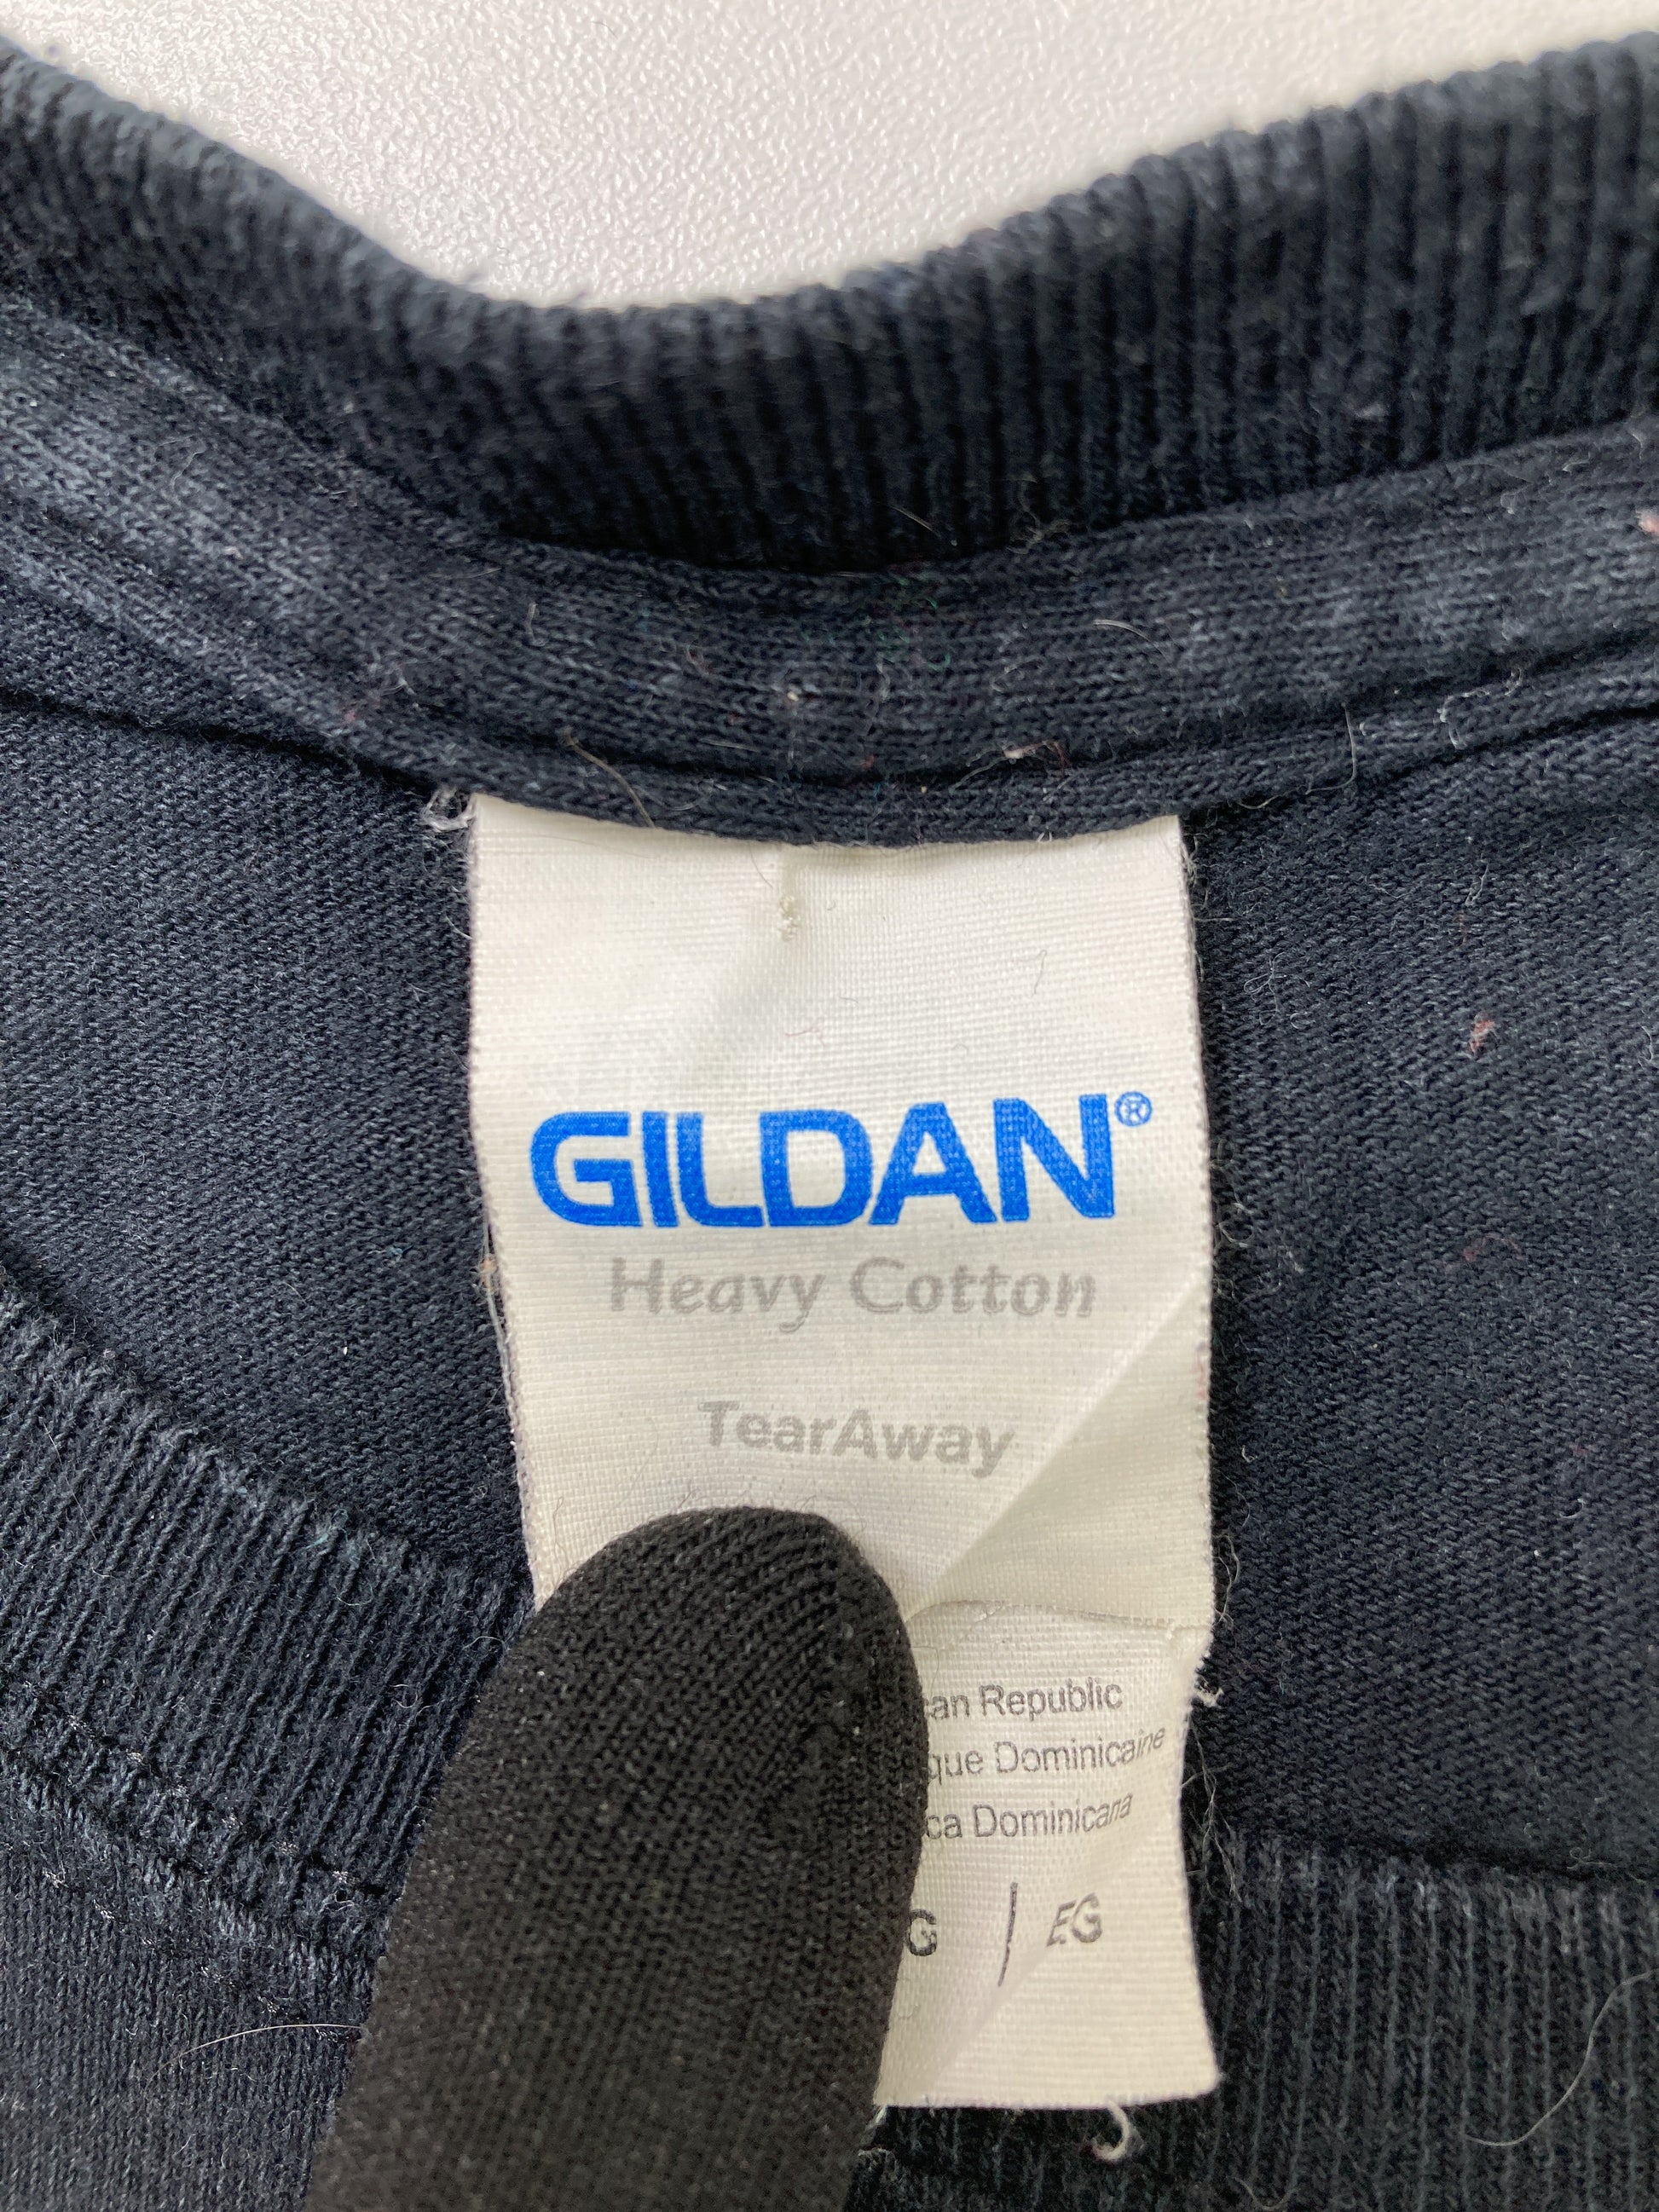 GILDAN®
Heavy Cotton
TearAway
can Republic
que Dominicaine
ca Dominicana
G / EG